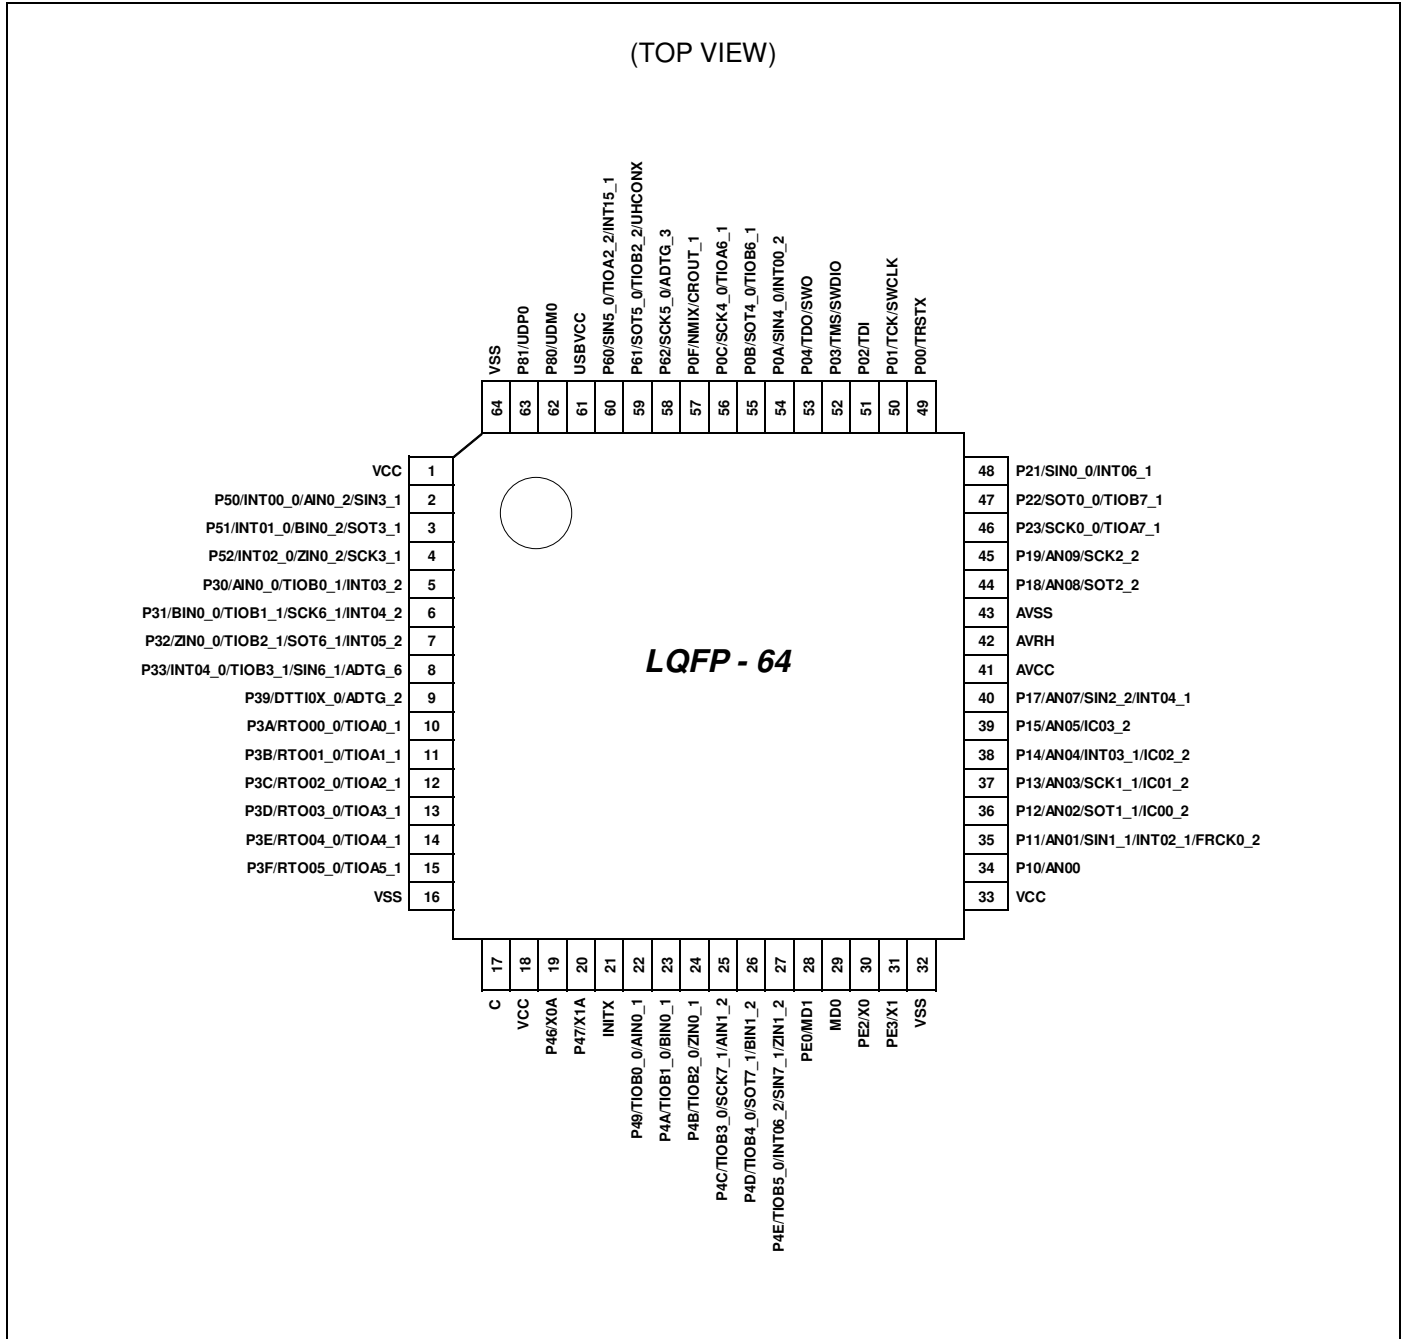 (TOP VIEW)
VSS
P81/UDP0
P80/UDM0
USBVCC
P60/SIN5_0/TIOA2_2/INT15_1
P61/SOT5_0/TIOB2_2/UHCONX
P62/SCK5_0/ADTG_3
P0F/NMIX/CROUT_1
P0C/SCK4_0/TIOA6_1
P0B/SOT4_0/TIOB6_1
P0A/SIN4_0/INT00_2
P04/TDO/SWO
P03/TMS/SWDIO
P02/TDI
P01/TCK/SWCLK
P00/TRSTX
64 63 62 61 60 59 58 57 56 55 54 53 52 51 50 49
VCC 1
P50/INT00_0/AIN0_2/SIN3_1 2
P51/INT01_0/BIN0_2/SOT3_1 3
P52/INT02_0/ZIN0_2/SCK3_1 4
P30/AIN0_0/TIOB0_1/INT03_2 5
P31/BIN0_0/TIOB1_1/SCK6_1/INT04_2 6
P32/ZIN0_0/TIOB2_1/SOT6_1/INT05_2 7
P33/INT04_0/TIOB3_1/SIN6_1/ADTG_6 8
P39/DTTI0X_0/ADTG_2 9
P3A/RTO00_0/TIOA0_1 10
P3B/RTO01_0/TIOA1_1 11
P3C/RTO02_0/TIOA2_1 12
P3D/RTO03_0/TIOA3_1 13
P3E/RTO04_0/TIOA4_1 14
P3F/RTO05_0/TIOA5_1 15
VSS 16
LQFP - 64
48 P21/SIN0_0/INT06_1
47 P22/SOT0_0/TIOB7_1
46 P23/SCK0_0/TIOA7_1
45 P19/AN09/SCK2_2
44 P18/AN08/SOT2_2
43 AVSS
42 AVRH
41 AVCC
40 P17/AN07/SIN2_2/INT04_1
39 P15/AN05/IC03_2
38 P14/AN04/INT03_1/IC02_2
37 P13/AN03/SCK1_1/IC01_2
36 P12/AN02/SOT1_1/IC00_2
35 P11/AN01/SIN1_1/INT02_1/FRCK0_2
34 P10/AN00
33 VCC
17 18 19 20 21 22 23 24 25 26 27 28 29 30 31 32
C
VCC
P46/X0A
P47/X1A
INITX
P49/TIOB0_0/AIN0_1
P4A/TIOB1_0/BIN0_1
P4B/TIOB2_0/ZIN0_1
P4C/TIOB3_0/SCK7_1/AIN1_2
P4D/TIOB4_0/SOT7_1/BIN1_2
P4E/TIOB5_0/INT06_2/SIN7_1/ZIN1_2
PE0/MD1
MD0
PE2/X0
PE3/X1
VSS